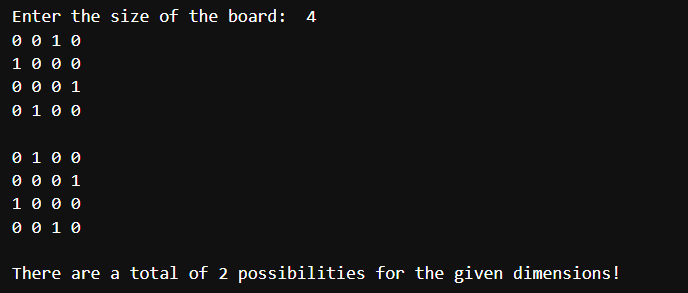 Enter the size of the board:  4
0 0 1 0
1 0 0 0
0 0 0 1
0 1 0 0
0 1 0 0
0 0 0 1
1 0 0 0
0 0 1 0
There are a total of 2 possibilities for the given dimensions!